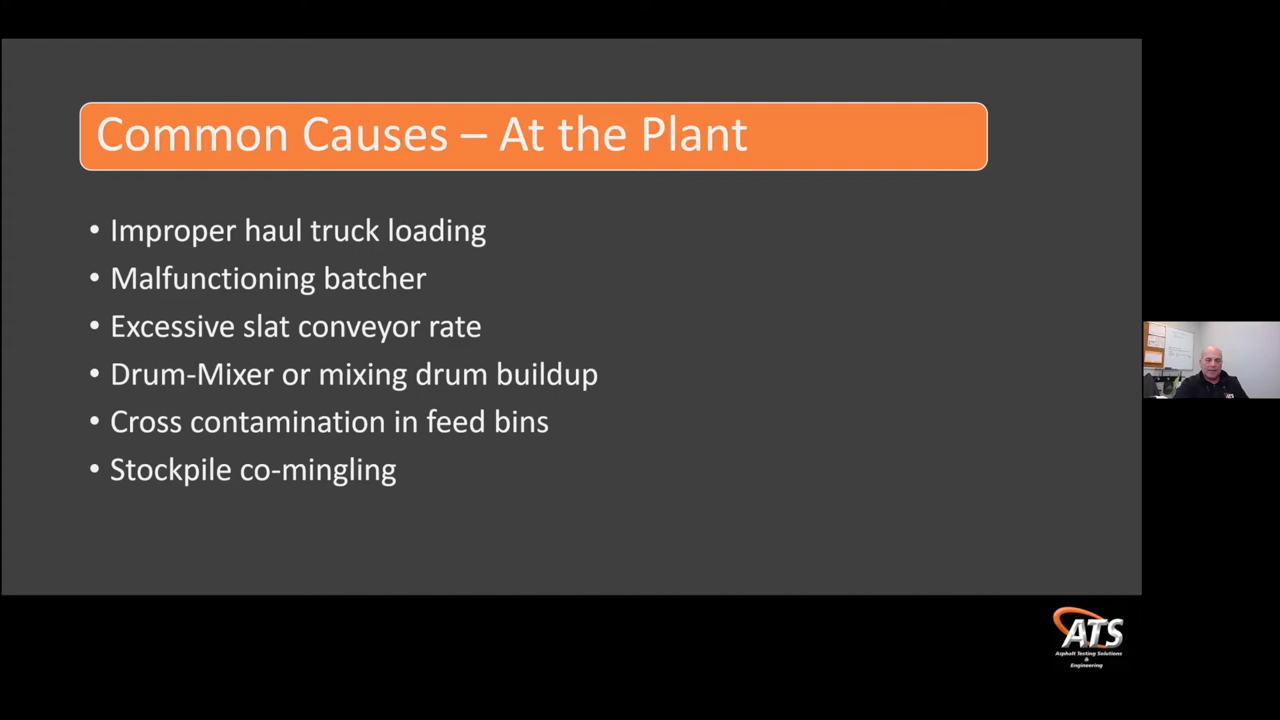 Common Causes – At the Plant
• Improper haul truck loading
• Malfunctioning batcher
• Excessive slat conveyor rate
• Drum-Mixer or mixing drum buildup
• Cross contamination in feed bins
• Stockpile co-mingling
ATS
Asphalt Testing Solutions
&
Engineering